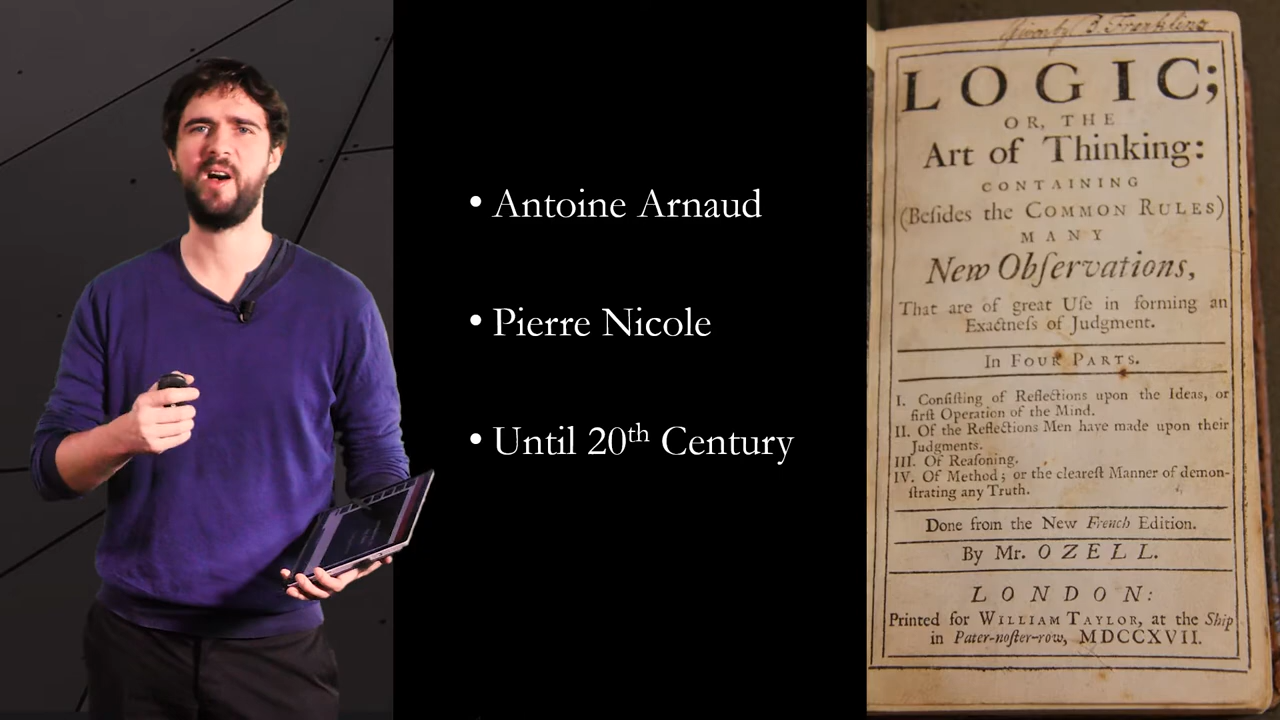 • Antoine Arnaud
• Pierre Nicole
• Until 20th Century
B Franklin
LOGIC;
OR, THE
Art of Thinking:
CONTAINING
(Beſides the COMMON RULES)
MANY
New Obſervations,
That are of great Uſe in forming an
Exactneſs of Judgment.
In FOUR PARTS.
I. Conſiſting of Reflections upon the Ideas, or
firſt Operation of the Mind.
II. Of the Reflections Men have made upon their
Judgments.
III. Of Reaſoning.
IV. Of Method; or the cleareſt Manner of demon-
ſtrating any Truth.
Done from the New French Edition.
By Mr. OZELL.
LONDON:
Printed for WILLIAM TAYLOR, at the Ship
in Pater-noſter-row, MDCCXVII.